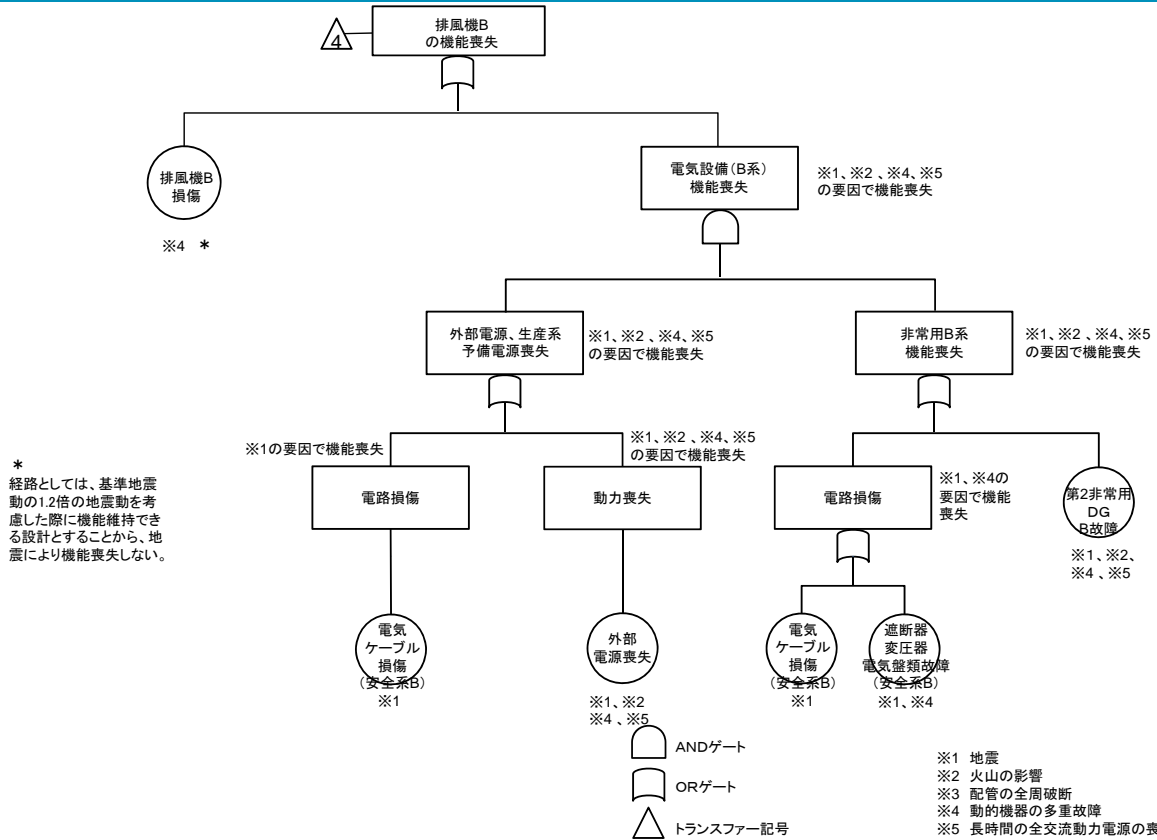 排風機B
の機能喪失
4
排風機B
損傷
※4 *
電気設備(B系)
機能喪失
※1、※2 、※4、※5
の要因で機能喪失
外部電源、生産系
予備電源喪失
※1、※2 、※4、※5
の要因で機能喪失
非常用B系
機能喪失
※1、※2 、※4、※5
の要因で機能喪失
※1の要因で機能喪失
電路損傷
※1、※2 、※4、※5
の要因で機能喪失
動力喪失
電路損傷
※1、※4の
要因で機能
喪失
第2非常用
DG
B故障
※1、※2、
※4 、※5
*
経路としては、基準地震
動の1.2倍の地震動を考
慮した際に機能維持でき
る設計とすることから、地
震により機能喪失しない。
電気
ケーブル
損傷
(安全系B)
※1
外部
電源喪失
※1、※2
※4 、※5
電気
ケーブル
損傷
(安全系B)
※1
遮断器
変圧器
電気盤類故障
(安全系B)
※1、※4
ANDゲート
ORゲート
トランスファー記号
※1 地震
※2 火山の影響
※3 配管の全周破断
※4 動的機器の多重故障
※5 長時間の全交流動力電源の喪